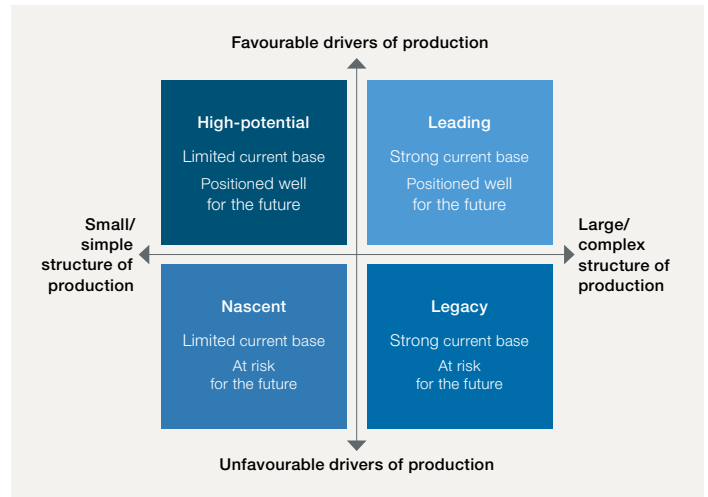 Favourable drivers of production
High-potential
Limited current base
Positioned well
for the future
Leading
Strong current base
Positioned well
for the future
Small/
simple
structure of
production
Large/
complex
structure of
production
Nascent
Limited current base
At risk
for the future
Legacy
Strong current base
At risk
for the future
Unfavourable drivers of production